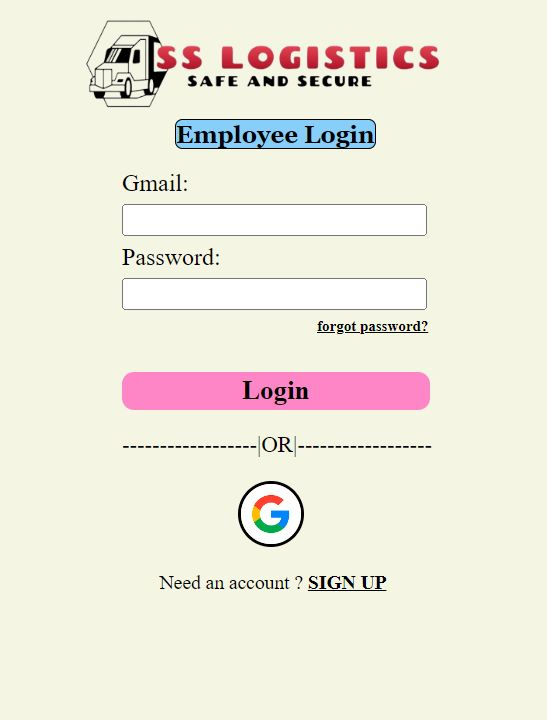 SS LOGISTICS
SAFE AND SECURE
Employee Login
Gmail:
Password:
forgot password?
Login
------------------|OR|------------------
Need an account ? SIGN UP